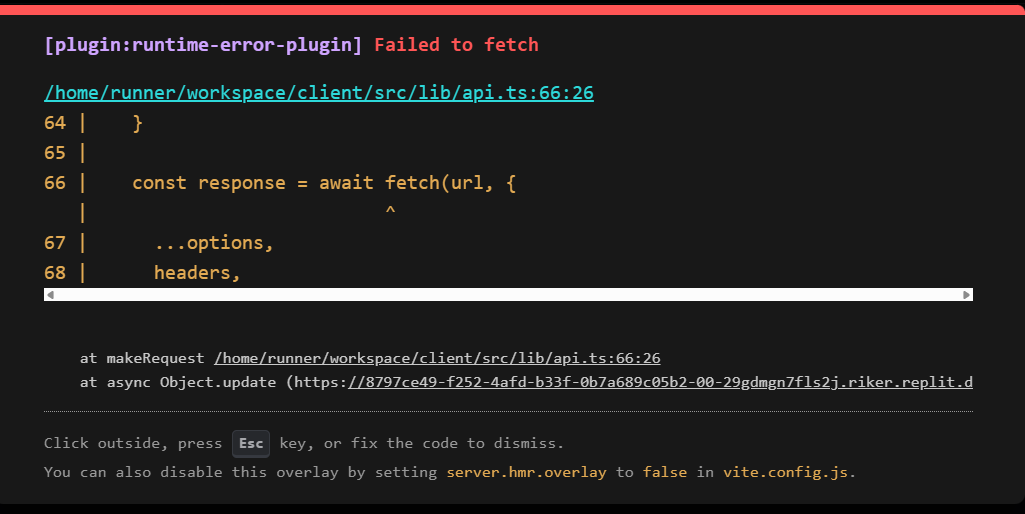 [plugin:runtime-error-plugin] Failed to fetch
/home/runner/workspace/client/src/lib/api.ts:66:26
64 |    }
65 |
66 |    const response = await fetch(url, {
   |                           ^
67 |      ...options,
68 |      headers,
at makeRequest /home/runner/workspace/client/src/lib/api.ts:66:26
at async Object.update (https://8797ce49-f252-4afd-b33f-0b7a689c05b2-00-29gdmgn7fls2j.riker.replit.d
Click outside, press Esc key, or fix the code to dismiss.
You can also disable this overlay by setting server.hmr.overlay to false in vite.config.js.